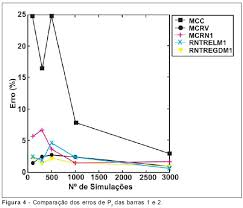 MCC
MCRV
MCRN1
RNTRELM1
RNTREGDM1
Erro (%)
25
20
15
10
5
0
0 500 1000 1500 2000 2500 3000
Nº de Simulações
Figura 4 - Comparação dos erros de P, das barras 1 e 2